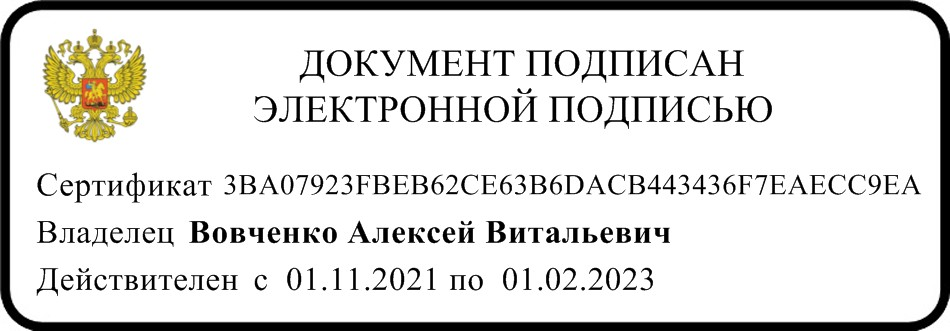 ДОКУМЕНТ ПОДПИСАН
ЭЛЕКТРОННОЙ ПОДПИСЬЮ
Сертификат 3BA07923FBEB62CE63B6DACB443436F7EAECC9EA
Владелец Вовченко Алексей Витальевич
Действителен с 01.11.2021 по 01.02.2023